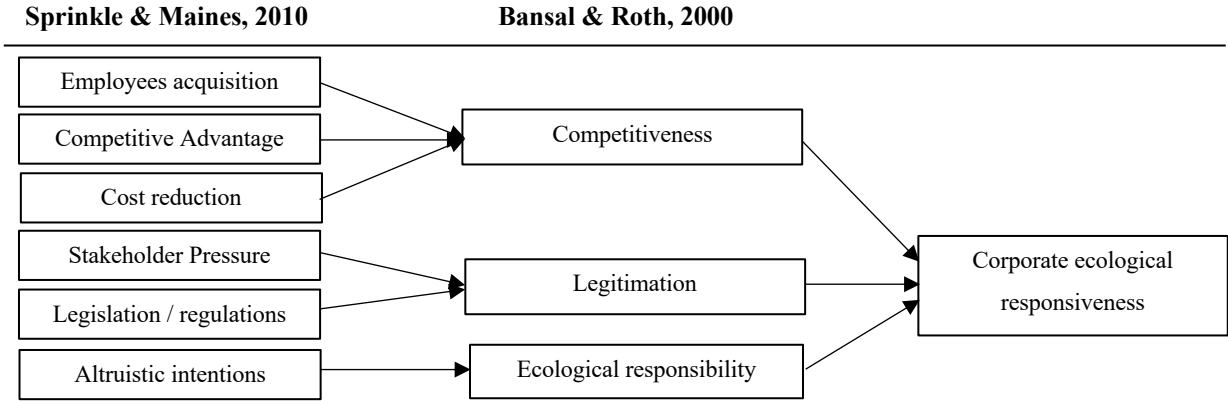 Sprinkle & Maines, 2010
Bansal & Roth, 2000
Employees acquisition
Competitive Advantage
Cost reduction
Stakeholder Pressure
Legislation / regulations
Altruistic intentions
Competitiveness
Legitimation
Ecological responsibility
Corporate ecological
responsiveness